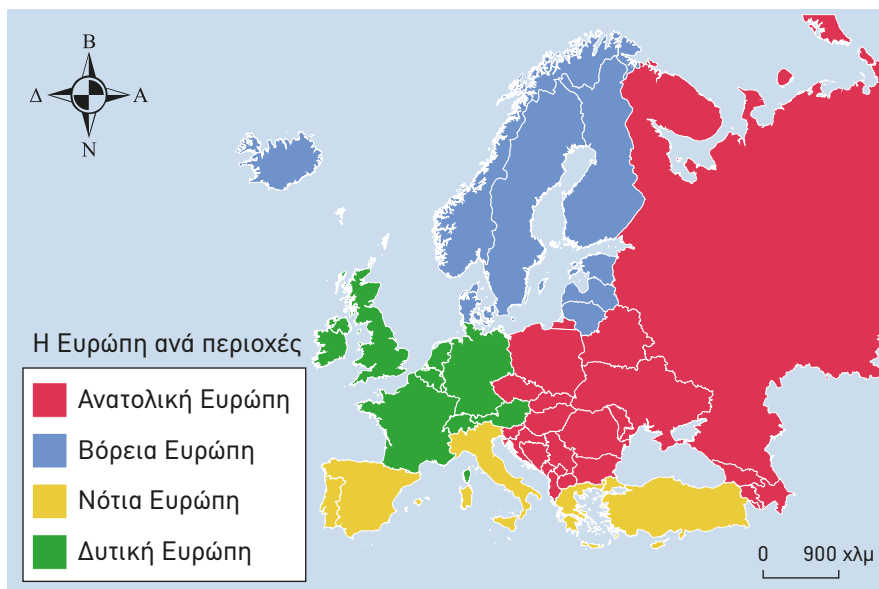 Β
Δ Α
Ν
Η Ευρώπη ανά περιοχές
Ανατολική Ευρώπη
Βόρεια Ευρώπη
Νότια Ευρώπη
Δυτική Ευρώπη
0 900 χλμ